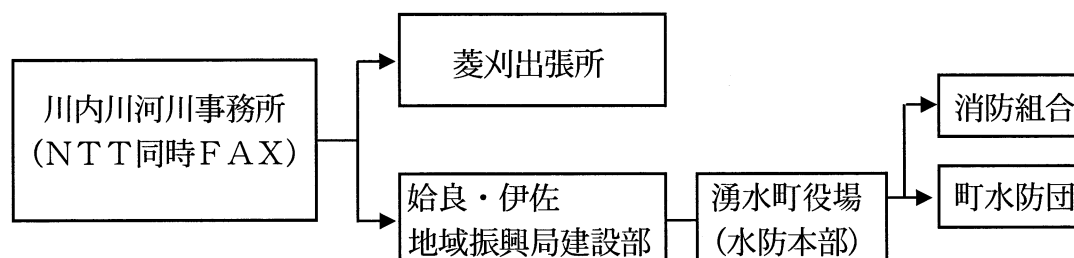 川内川河川事務所
（ＮＴＴ同時ＦＡＸ）
菱刈出張所
姶良・伊佐
地域振興局建設部
湧水町役場
（水防本部）
消防組合
町水防団